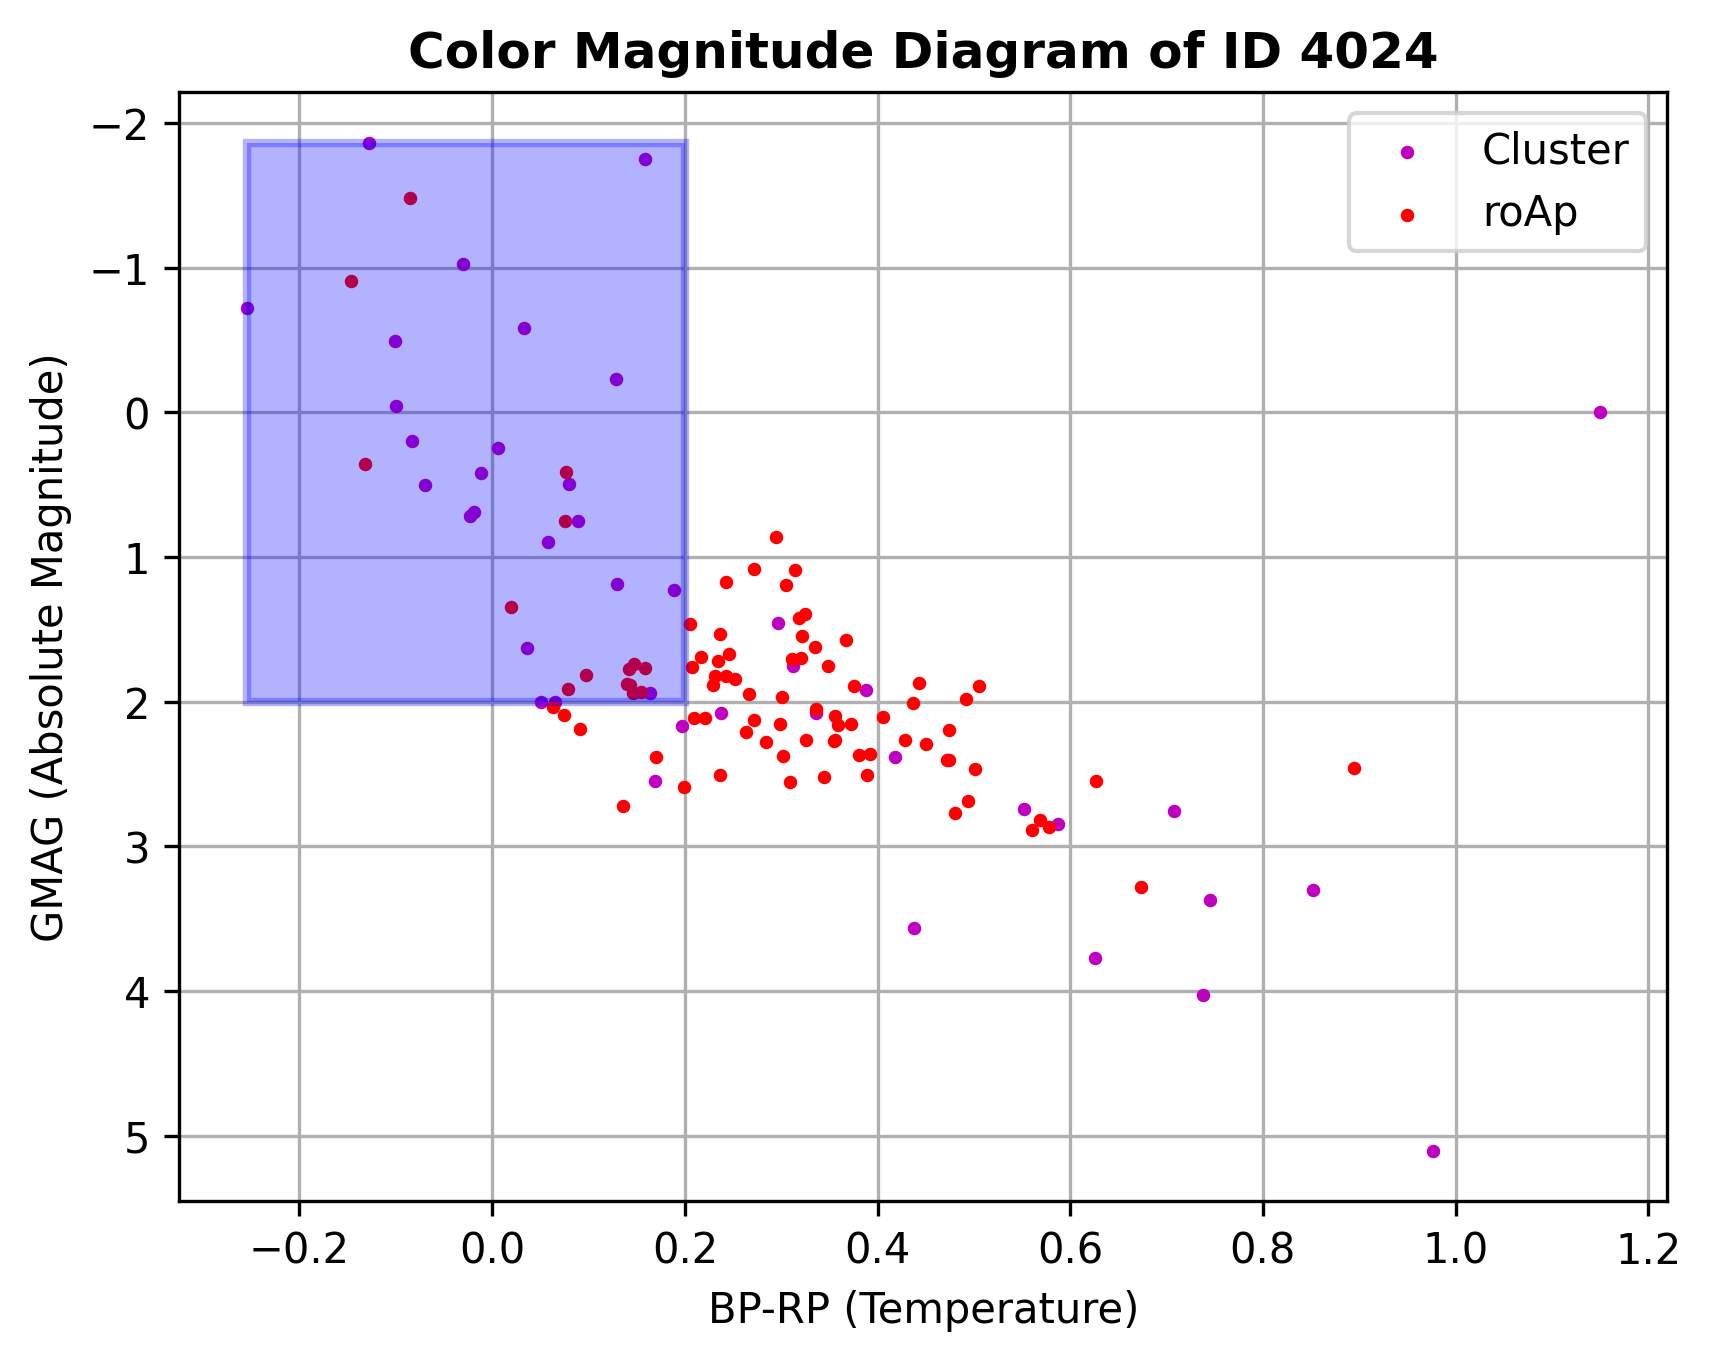 Color Magnitude Diagram of ID 4024
Cluster
roAp
GMAG (Absolute Magnitude)
−2
−1
0
1
2
3
4
5
−0.2 0.0 0.2 0.4 0.6 0.8 1.0 1.2
BP-RP (Temperature)